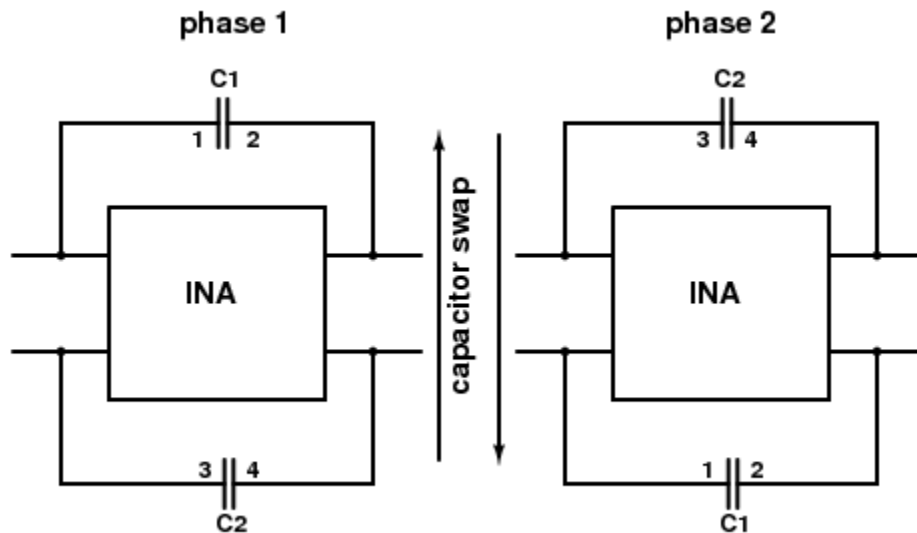 phase 1
phase 2
C1
1 2
INA
3 4
C2
capacitor swap
C2
3 4
INA
1 2
C1